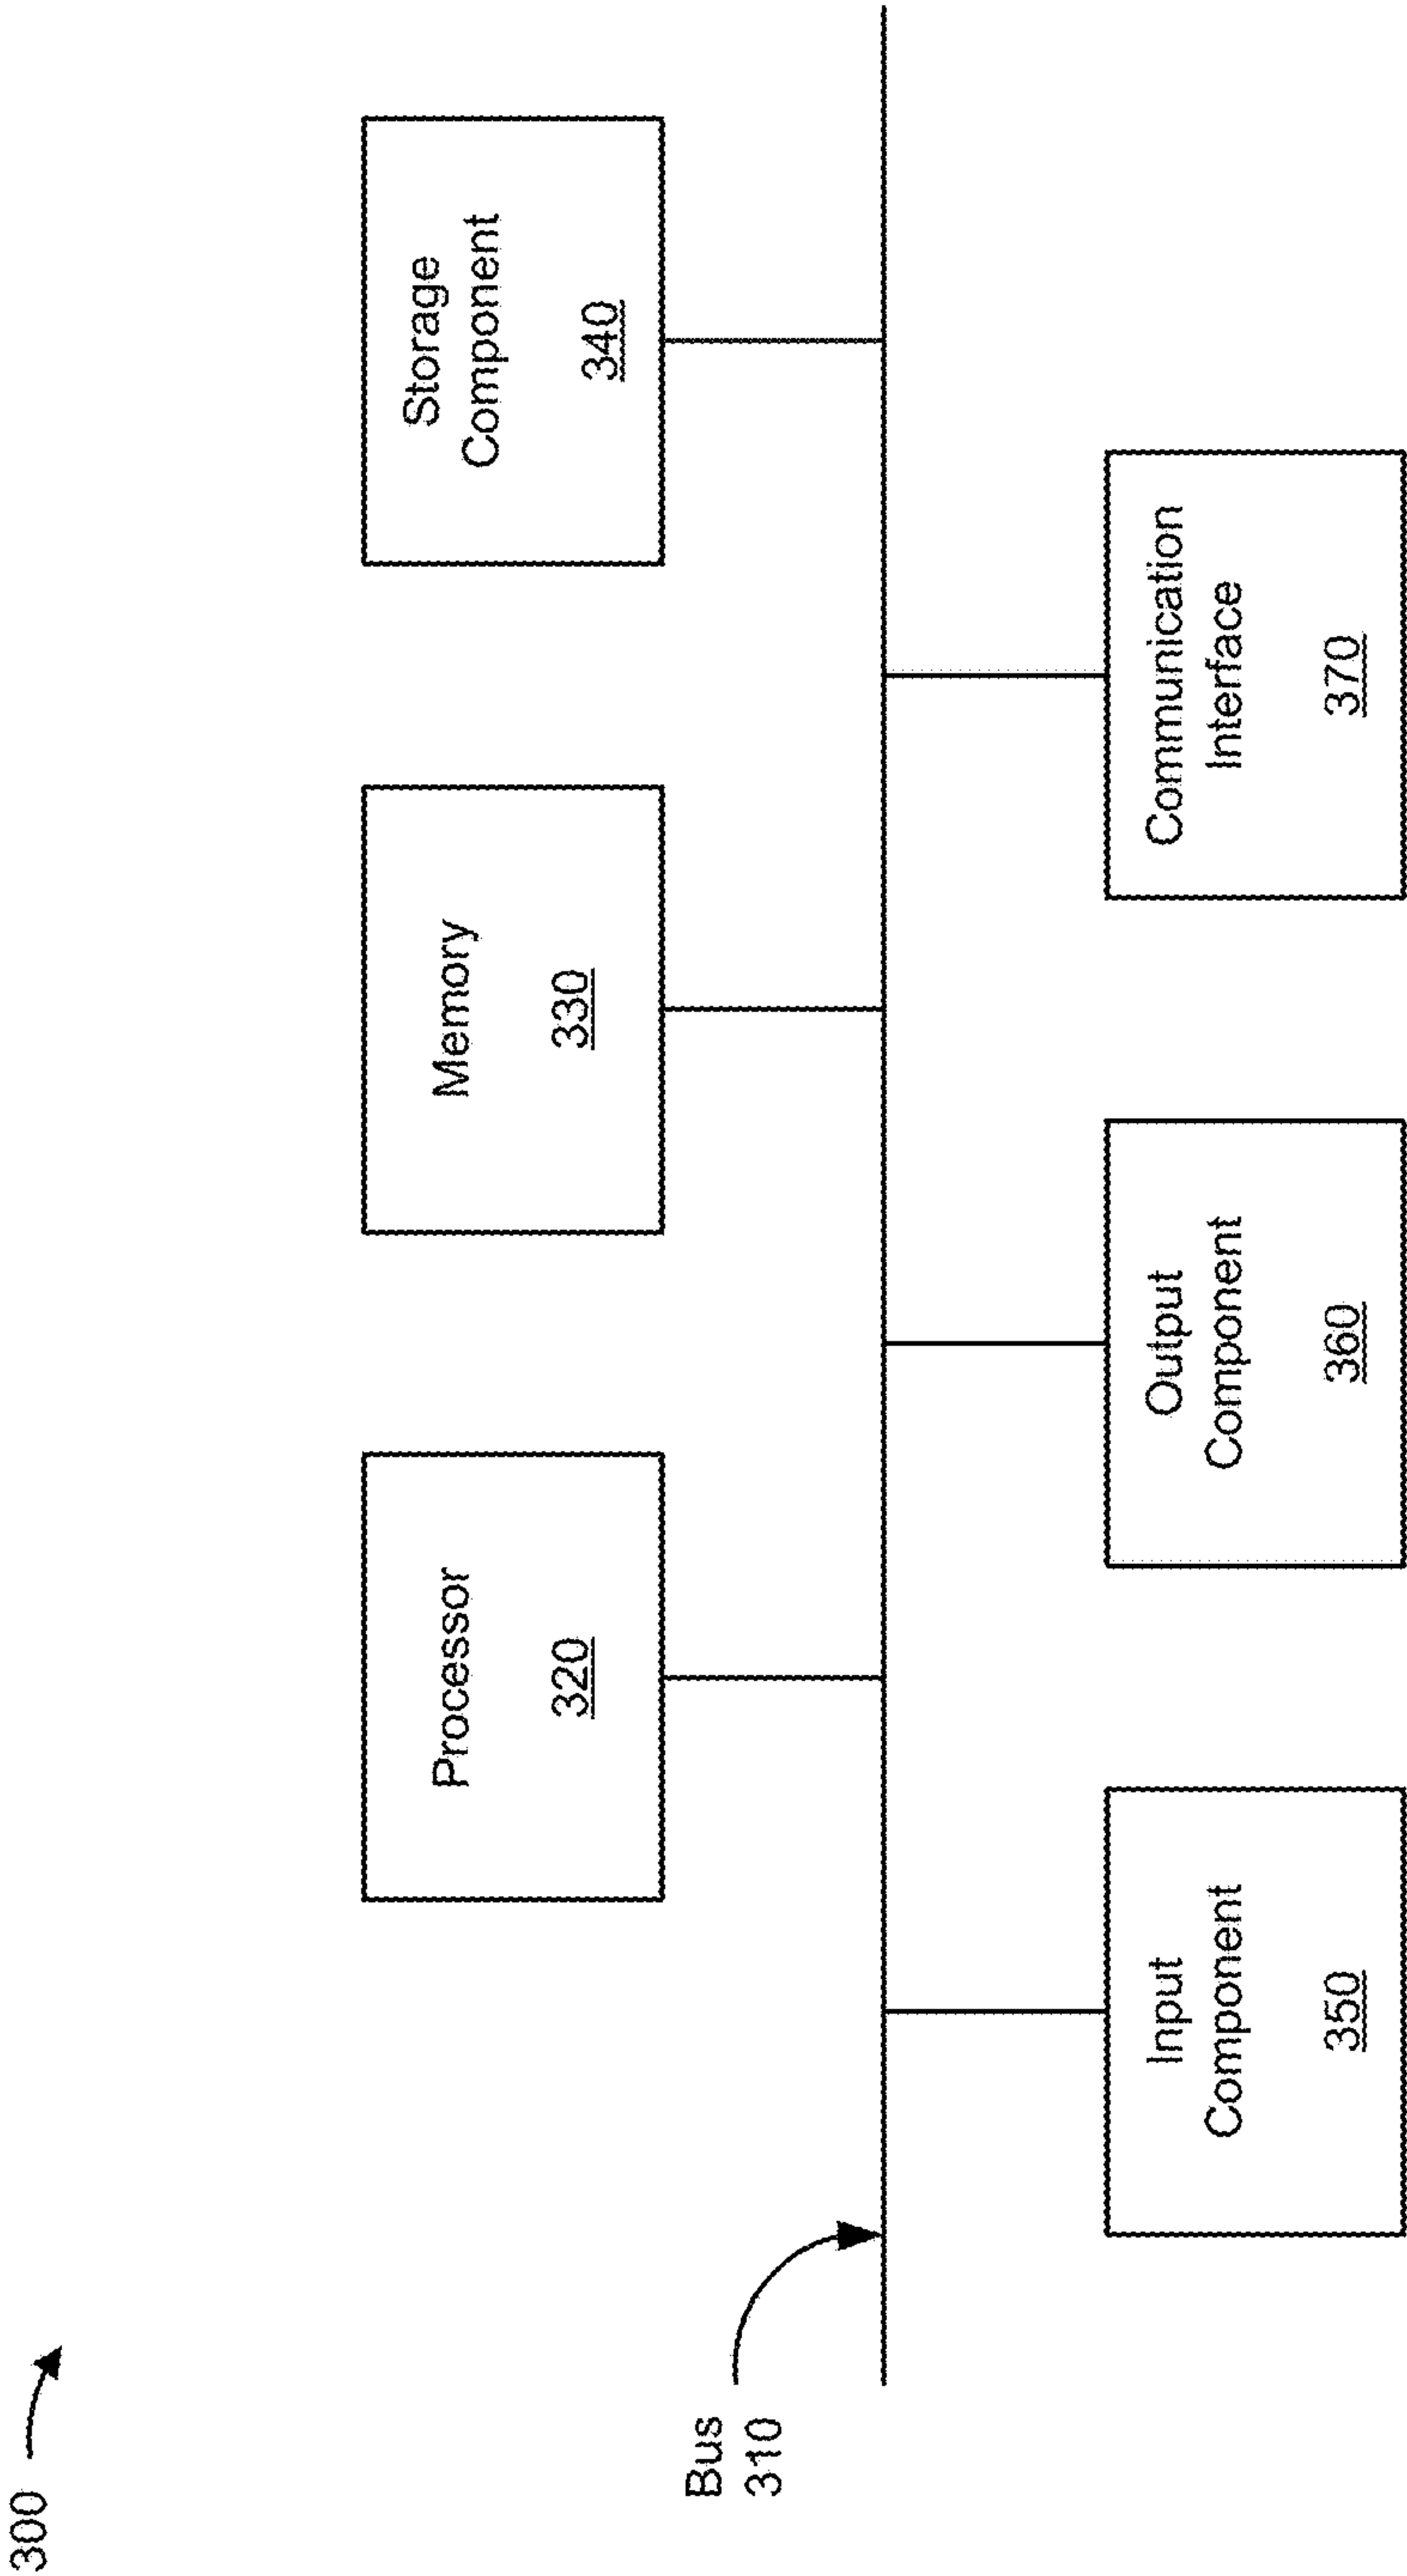 300
Processor
320
Memory
330
Storage
Component
340
Bus
310
Input
Component
350
Output
Component
360
Communication
Interface
370